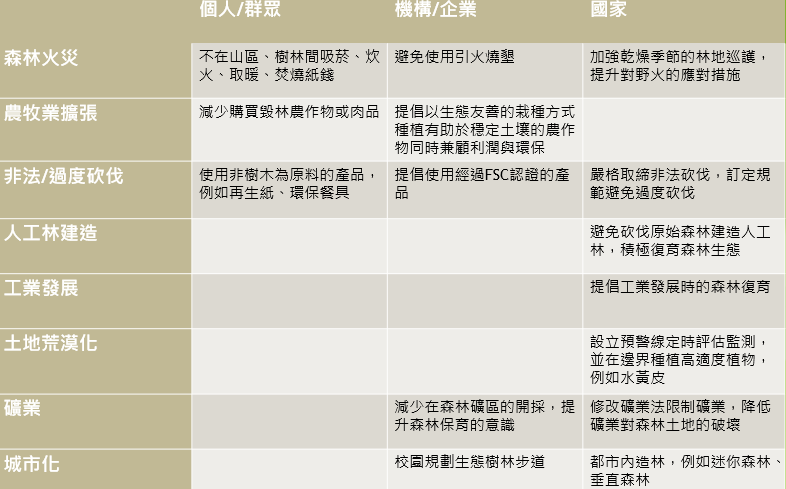 個人/群眾
機構/企業
國家
森林火災
不在山區、樹林間吸菸、炊
火、取暖、焚燒紙錢
避免使用引火燒墾
加強乾燥季節的林地巡護，
提升對野火的應對措施
農牧業擴張
減少購買毀林農作物或肉品
提倡以生態友善的栽種方式
種植有助於穩定土壤的農作
物同時兼顧利潤與環保
非法/過度砍伐
使用非樹木為原料的產品，
例如再生紙、環保餐具
提倡使用經過FSC認證的產
品
嚴格取締非法砍伐，訂定規
範避免過度砍伐
人工林建造
避免砍伐原始森林建造人工
林，積極復育森林生態
工業發展
提倡工業發展時的森林復育
土地荒漠化
設立預警線定時評估監測，
並在邊界種植高適度植物，
例如水黃皮
礦業
減少在森林礦區的開採，提
升森林保育的意識
修改礦業法限制礦業，降低
礦業對森林土地的破壞
城市化
校園規劃生態樹林步道
都市內造林，例如迷你森林、
垂直森林